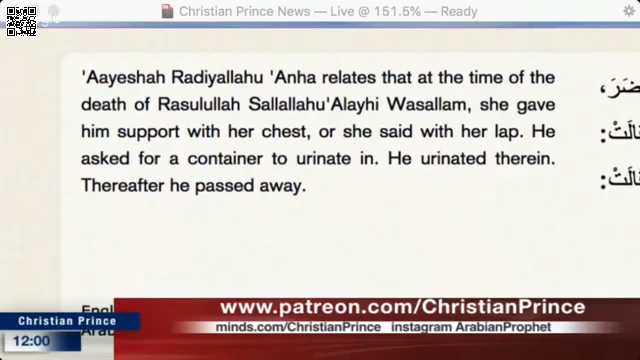 Christian Prince News — Live @ 151.5% — Ready
'Aayeshah Radiyallahu 'Anha relates that at the time of the
death of Rasulullah Sallallahu'Alayhi Wasallam, she gave
him support with her chest, or she said with her lap. He
asked for a container to urinate in. He urinated therein.
Thereafter he passed away.
قَالَتْ:
www.patreon.com/ChristianPrince
Christian Prince
minds.com/ChristianPrince instagram ArabianProphet
12:00